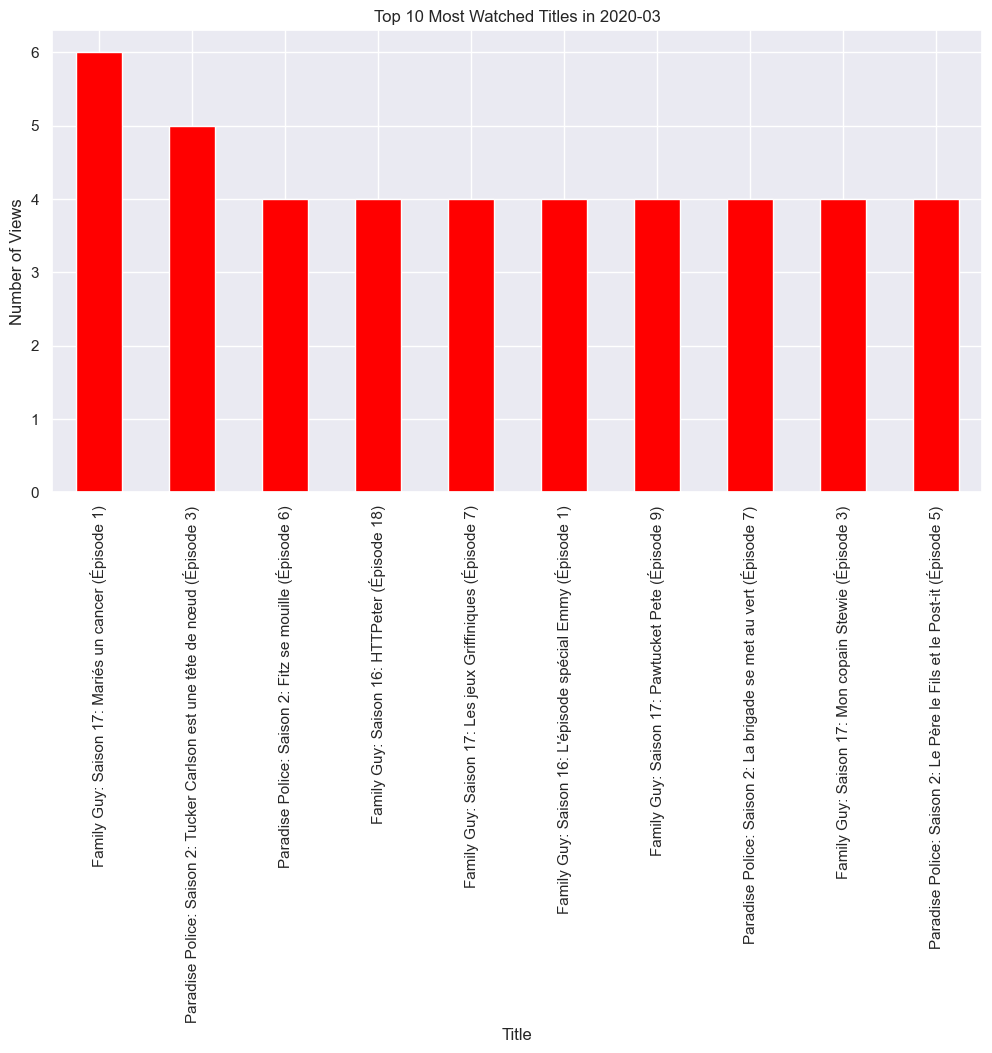 Top 10 Most Watched Titles in 2020-03
Number of Views
6
5
4
3
2
1
0
Family Guy: Saison 17: Mariés un cancer (Épisode 1)
Paradise Police: Saison 2: Tucker Carlson est une tête de nœud (Épisode 3)
Paradise Police: Saison 2: Fitz se mouille (Épisode 6)
Family Guy: Saison 16: HTTPeter (Épisode 18)
Family Guy: Saison 17: Les jeux Griffiniques (Épisode 7)
Family Guy: Saison 16: L'épisode spécial Emmy (Épisode 1)
Family Guy: Saison 17: Pawtucket Pete (Épisode 9)
Paradise Police: Saison 2: La brigade se met au vert (Épisode 7)
Family Guy: Saison 17: Mon copain Stewie (Épisode 3)
Paradise Police: Saison 2: Le Père le Fils et le Post-it (Épisode 5)
Title